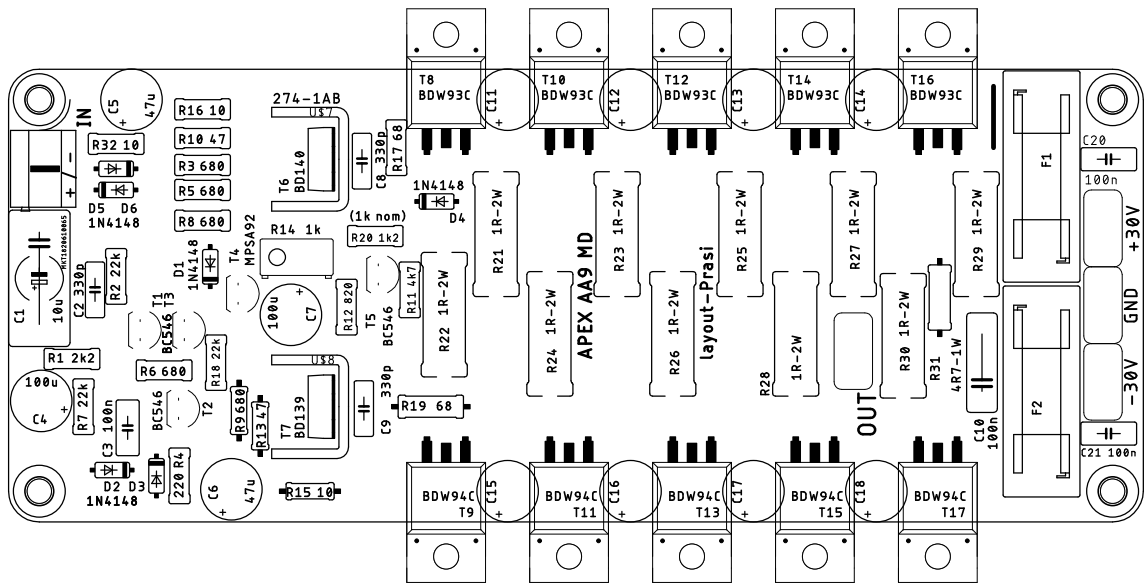 T8
BDW93C
T10
BDW93C
T12
BDW93C
T14
BDW93C
T16
BDW93C
C11
C12
C13
C14
C5
47u
+
IN
R16 10
R10 47
R3 680
R5 680
R8 680
R32 10
D5 D6
1N4148
+/-
274-1AB
U$7
T6
BD140
C8 330p
R17 68
1N4148
D4
(1k nom)
R20 1k2
R14 1k
T4
MPSA92
D1
1N4148
MKT1820610065
C1
10u
C2 330p
R2 22k
T1
T3
BC546
BC546
100u
C7
R12 820
T5
BC546
R11 4k7
R22 1R-2W
R21 1R-2W
R23 1R-2W
R25 1R-2W
R27 1R-2W
R29 1R-2W
R24 1R-2W
APEX AA9 MD
R26 1R-2W
layout-Prasi
R28
1R-2W
R30 1R-2W
R31
4R7-1W
OUT
C10
100n
F1
F2
C20
100n
+30V
GND
-30V
C21 100n
R1 2k2
R6 680
R18 22k
100u
C4
R7 22k
C3 100n
BC546
T2
R9 680
R13 47
U$8
T7
BD139
330p
C9
R19 68
D2 D3
1N4148
220 R4
C6
47u
R15 10
BDW94C
T9
BDW94C
T11
BDW94C
T13
BDW94C
T15
BDW94C
T17
C15
C16
C17
C18